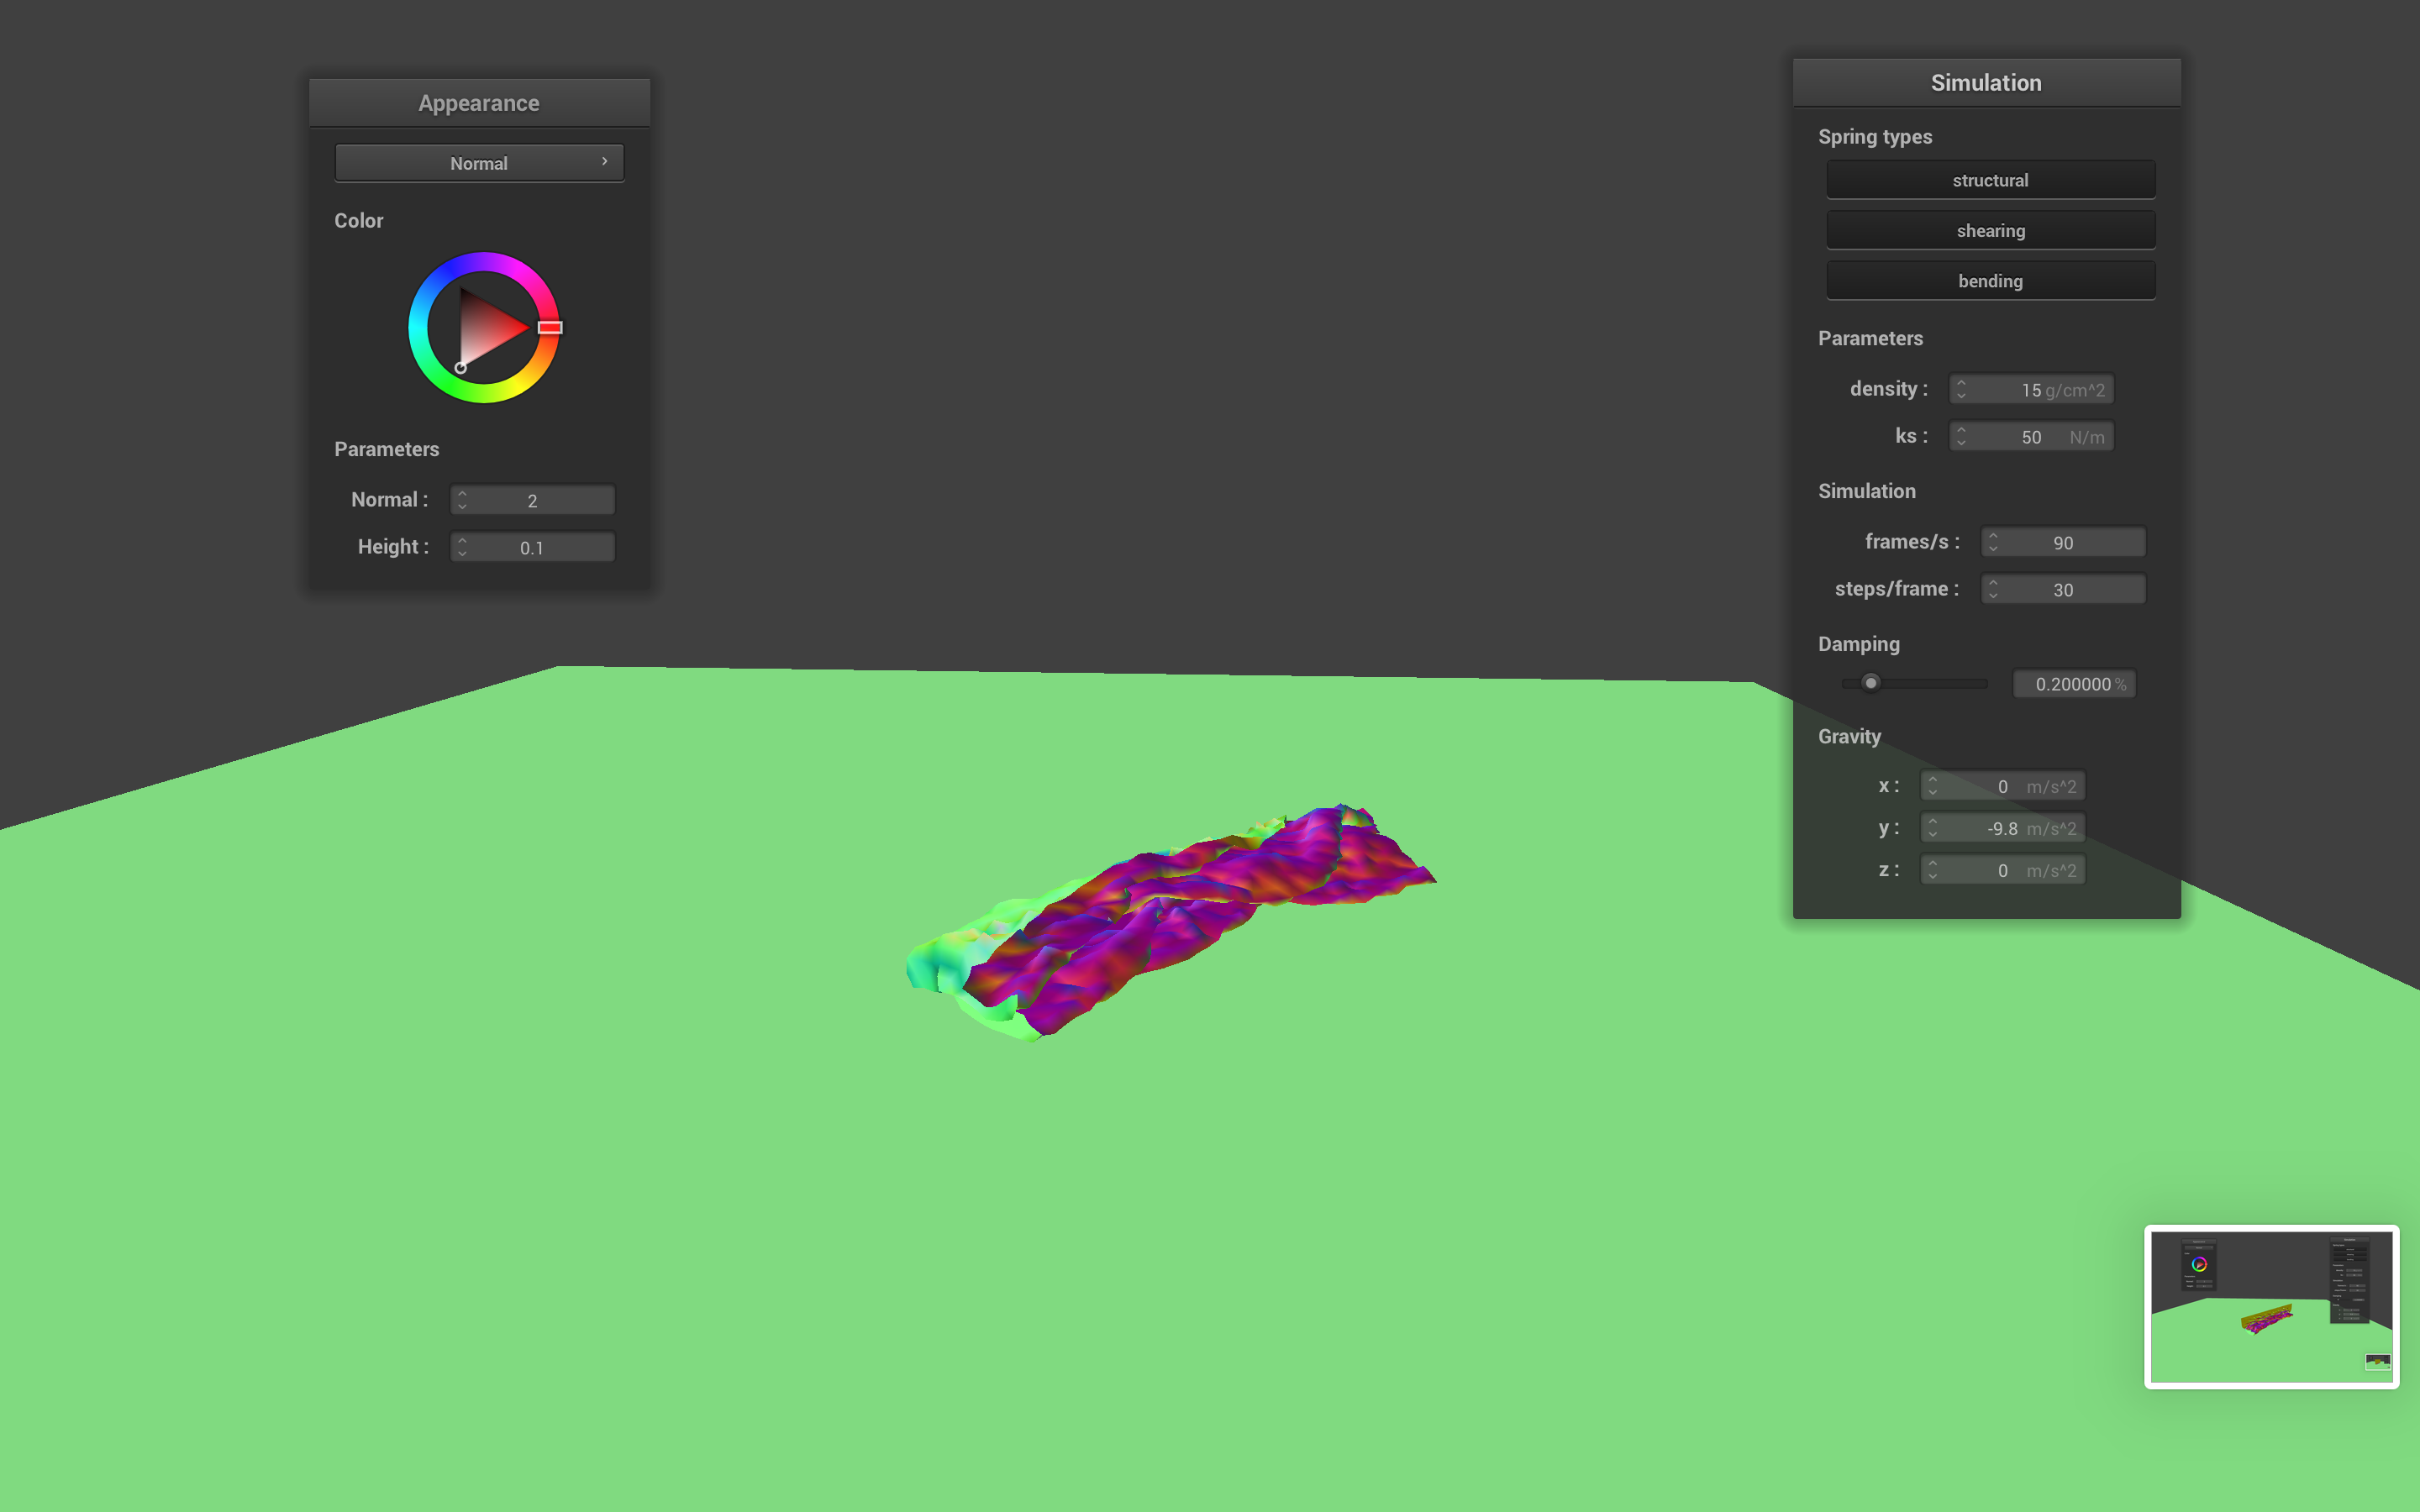 Appearance
Normal
Color
Parameters
Normal : 2
Height : 0.1
Simulation
Spring types
structural
shearing
bending
Parameters
density : 15 g/cm^2
ks : 50 N/m
Simulation
frames/s : 90
steps/frame : 30
Damping
0.200000 %
Gravity
x : 0 m/s^2
y : -9.8 m/s^2
z : 0 m/s^2